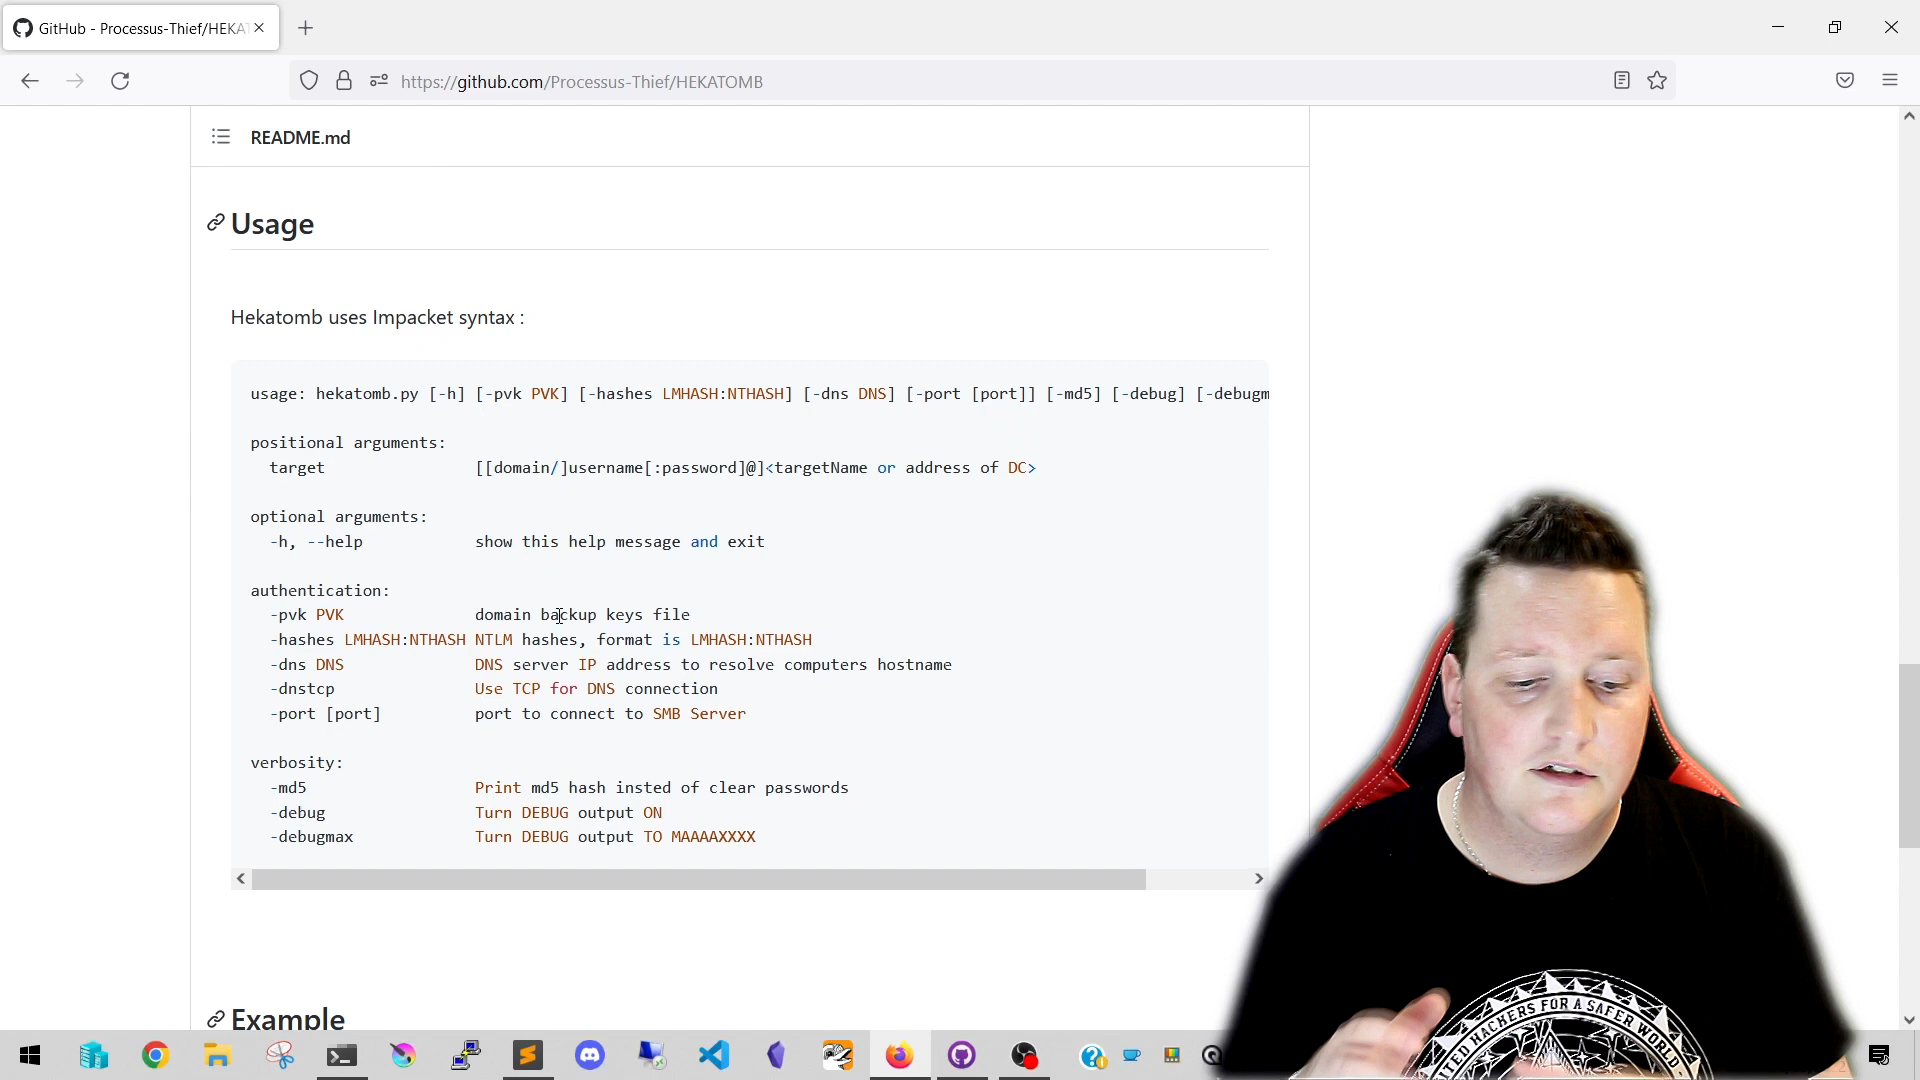 GitHub - Processus-Thief/HEKAT
https://github.com/Processus-Thief/HEKATOMB
README.md
Usage
Hekatomb uses Impacket syntax :
usage: hekatomb.py [-h] [-pvk PVK] [-hashes LMHASH:NTHASH] [-dns DNS] [-port [port]] [-md5] [-debug] [-debugm
positional arguments:
target [[domain/]username[:password]@]<targetName or address of DC>
optional arguments:
-h, --help show this help message and exit
authentication:
-pvk PVK domain backup keys file
-hashes LMHASH:NTHASH NTLM hashes, format is LMHASH:NTHASH
-dns DNS DNS server IP address to resolve computers hostname
-dnstcp Use TCP for DNS connection
-port [port] port to connect to SMB Server
verbosity:
-md5 Print md5 hash insted of clear passwords
-debug Turn DEBUG output ON
-debugmax Turn DEBUG output TO MAAAAXXXX
Example
HACKERS FOR A SAFER WORLD